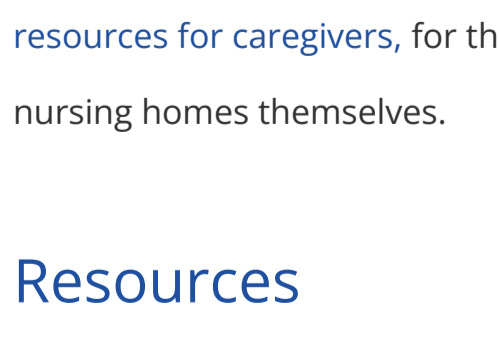 resources for caregivers, for th
nursing homes themselves.
Resources